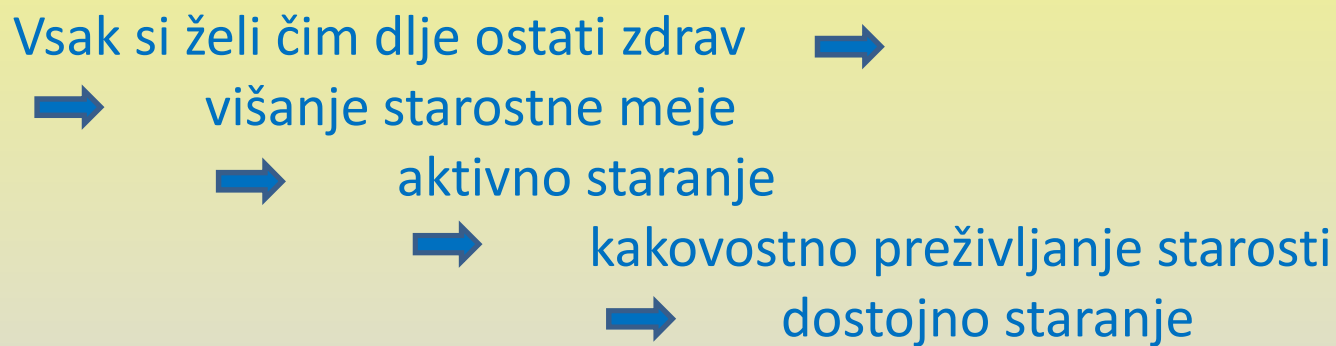 Vsak si želi čim dlje ostati zdrav
višanje starostne meje
aktivno staranje
kakovostno preživljanje starosti
dostojno staranje